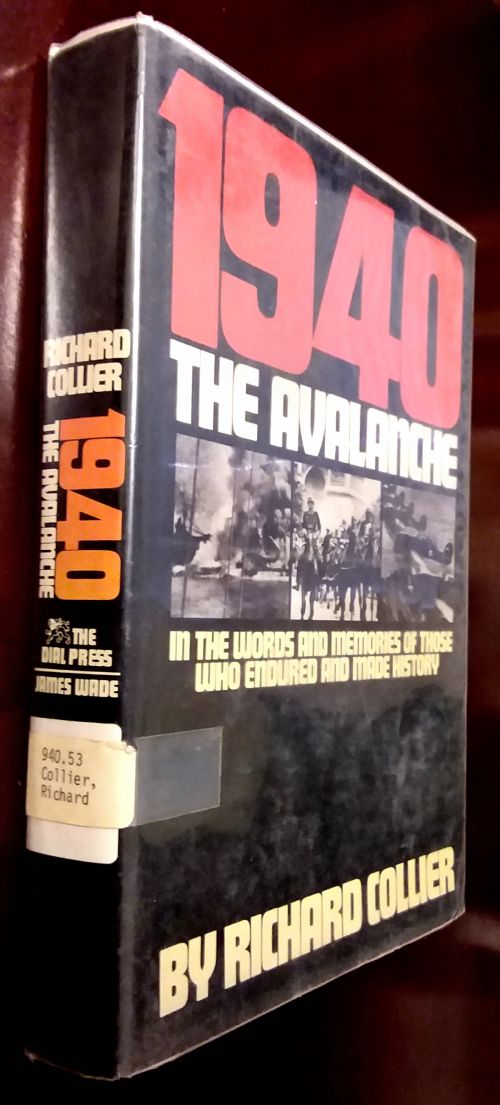 RICHARD
COLLIER
1940
THE AVALANCHE
THE
DIAL PRESS
JAMES WADE
940.53
Collier,
Richard
1940
THE AVALANCHE
IN THE WORDS AND MEMORIES OF THOSE
WHO ENDURED AND MADE HISTORY
BY RICHARD COLLIER